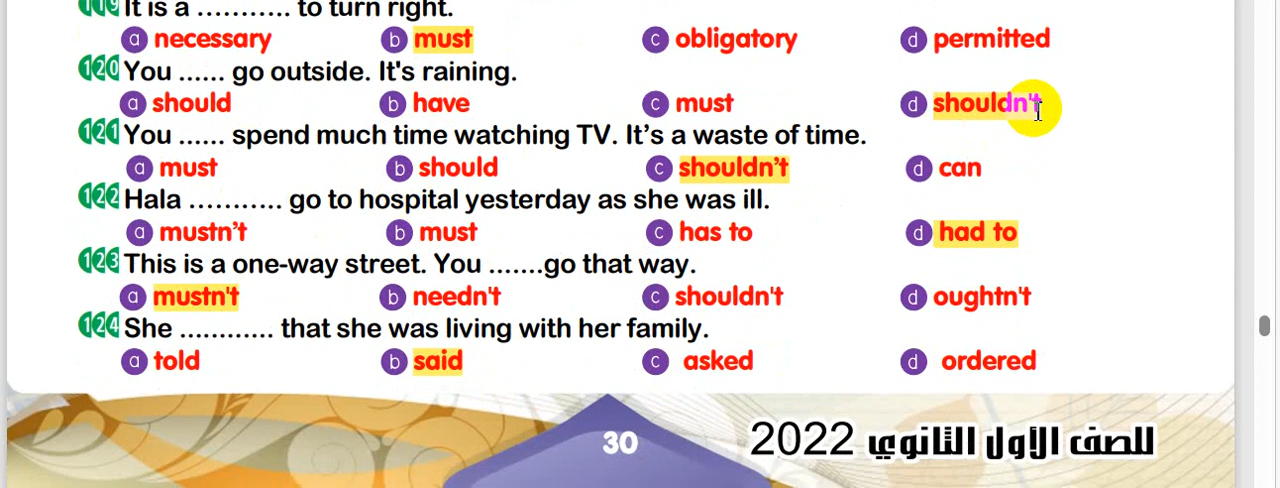 119 It is a ........... to turn right.
a necessary b must c obligatory d permitted
120 You ...... go outside. It's raining.
a should b have c must d shouldn't
121 You ...... spend much time watching TV. It's a waste of time.
a must b should c shouldn't d can
122 Hala ........... go to hospital yesterday as she was ill.
a mustn't b must c has to d had to
123 This is a one-way street. You .......go that way.
a mustn't b needn't c shouldn't d oughtn't
124 She ............ that she was living with her family.
a told b said c asked d ordered
30 للصف الأول الثانوي 2022